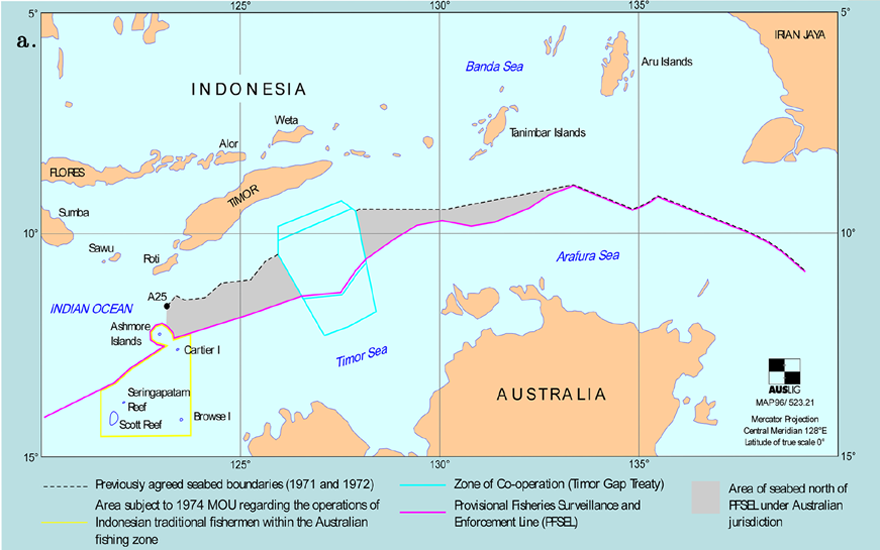 a.
5°
125°
130°
135°
5°
IRIAN JAYA
Banda Sea
Aru Islands
INDONESIA
Weta
Tanimbar Islands
Alor
FLORES
TIMOR
Sumba
10°
Sawu
Roti
Arafura Sea
10°
A25
INDIAN OCEAN
Ashmore
Islands
Cartier I
Timor Sea
Seringapatam
Reef
Scott Reef
Browse I
AUSTRALIA
AUSLIG
MAP96/ 523.21
Mercator Projection
Central Meridian 128°E
Latitude of true scale 0°
15°
125°
130°
135°
15°
Previously agreed seabed boundaries (1971 and 1972)
Area subject to 1974 MOU regarding the operations of
Indonesian traditional fishermen within the Australian
fishing zone
Zone of Co-operation (Timor Gap Treaty)
Provisional Fisheries Surveillance and
Enforcement Line (PFSEL)
Area of seabed north of
PFSEL under Australian
jurisdiction